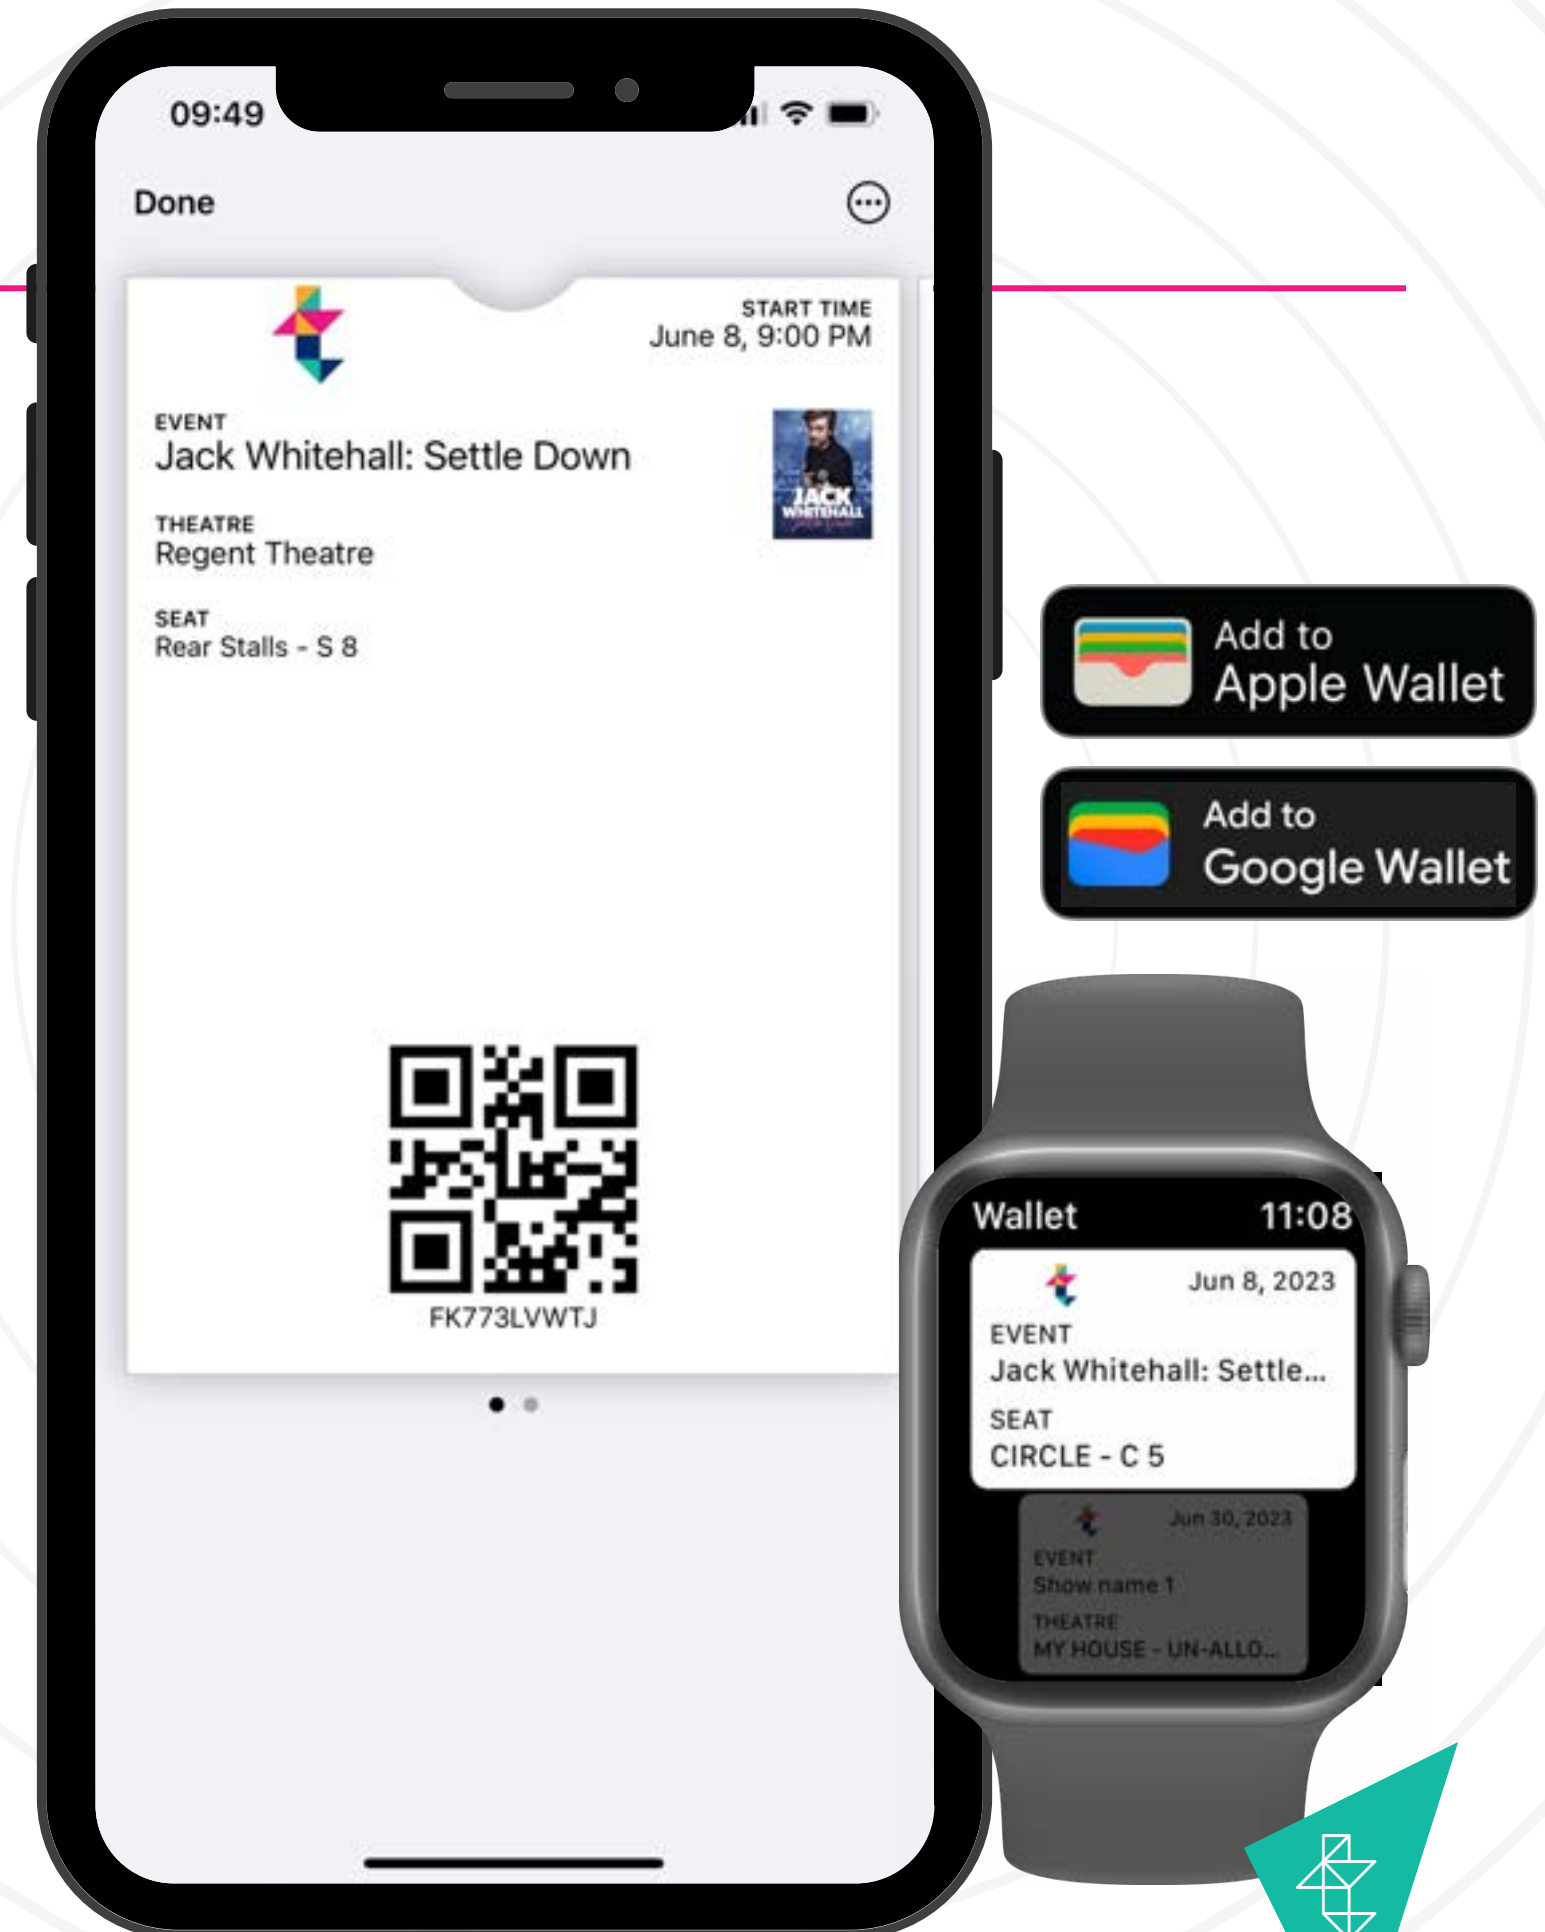 09:49
Done
START TIME
June 8, 9:00 PM
EVENT
Jack Whitehall: Settle Down
JACK
WHITEHALL
THEATRE
Regent Theatre
SEAT
Rear Stalls - S 8
FK773LVWTJ
Add to
Apple Wallet
Add to
Google Wallet
Wallet 11:08
Jun 8, 2023
EVENT
Jack Whitehall: Settle...
SEAT
CIRCLE - C 5
Jun 30, 2023
EVENT
Show name 1
THEATRE
MY HOUSE - UN-ALLO...